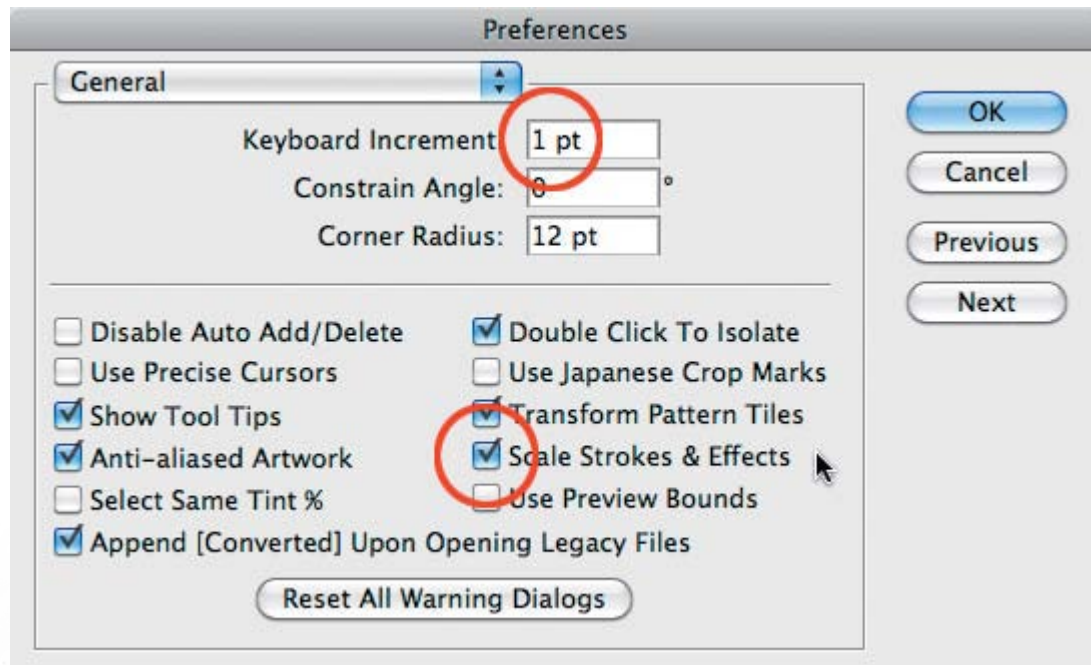 Preferences
General
OK
Keyboard Increment: 1 pt
Cancel
Constrain Angle: 0 °
Corner Radius: 12 pt
Previous
Next
Disable Auto Add/Delete
Double Click To Isolate
Use Precise Cursors
Use Japanese Crop Marks
Show Tool Tips
Transform Pattern Tiles
Anti-aliased Artwork
Scale Strokes & Effects
Select Same Tint %
Use Preview Bounds
Append [Converted] Upon Opening Legacy Files
Reset All Warning Dialogs